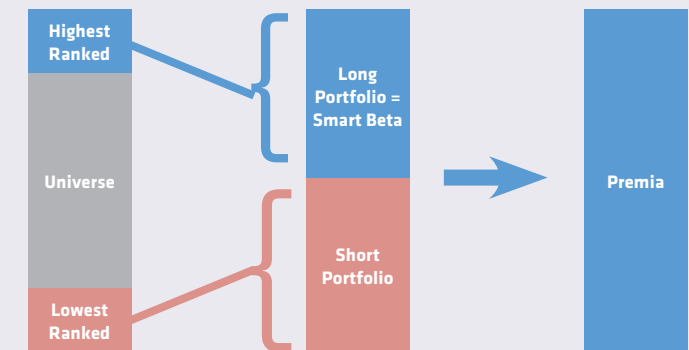 Highest
Ranked
Universe
Lowest
Ranked
Long
Portfolio =
Smart Beta
Short
Portfolio
Premia